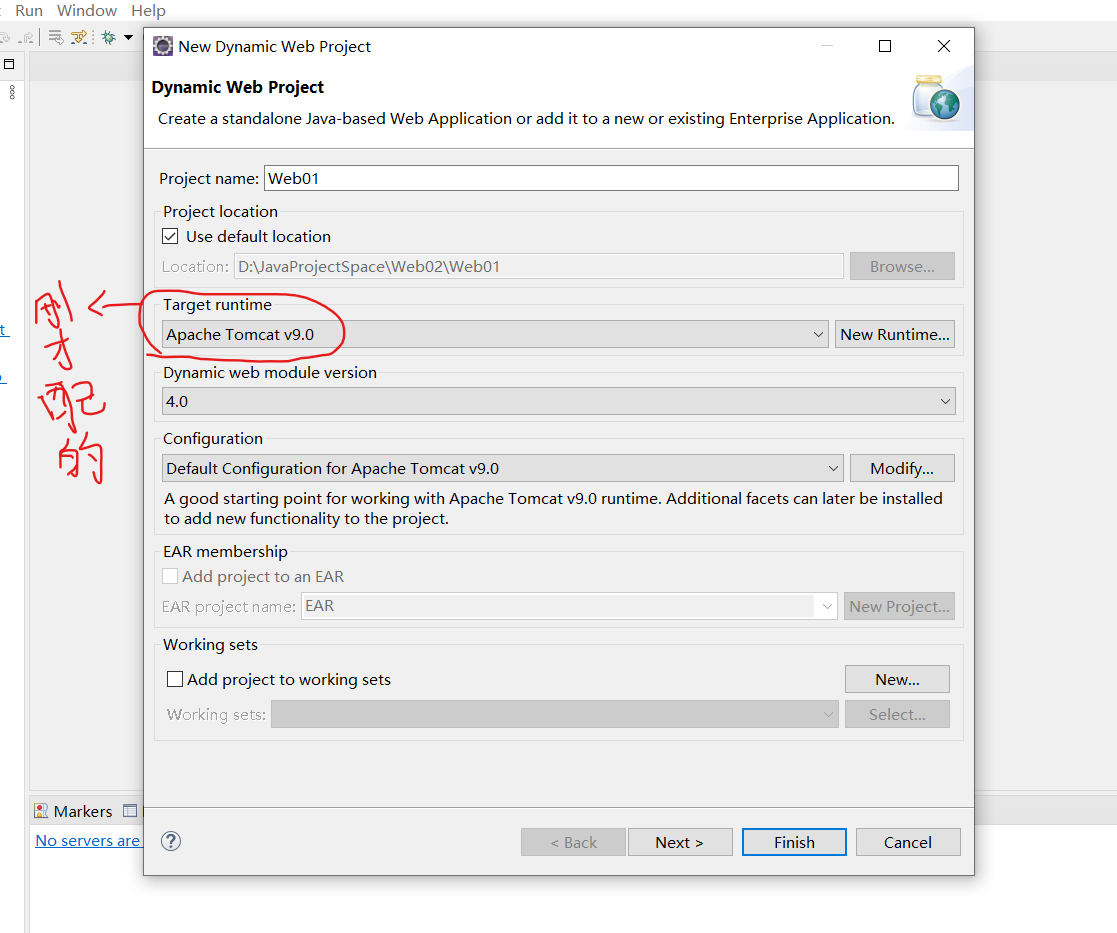 Run Window Help
New Dynamic Web Project
Dynamic Web Project
Create a standalone Java-based Web Application or add it to a new or existing Enterprise Application.
Project name: Web01
Project location
Use default location
Location: D:\JavaProjectSpace\Web02\Web01 Browse...
Target runtime
Apache Tomcat v9.0 New Runtime...
刚
才
配
的
Dynamic web module version
4.0
Configuration
Default Configuration for Apache Tomcat v9.0 Modify...
A good starting point for working with Apache Tomcat v9.0 runtime. Additional facets can later be installed
to add new functionality to the project.
EAR membership
Add project to an EAR
EAR project name: EAR New Project...
Working sets
Add project to working sets New...
Working sets: Select...
Markers
No servers are
< Back Next > Finish Cancel